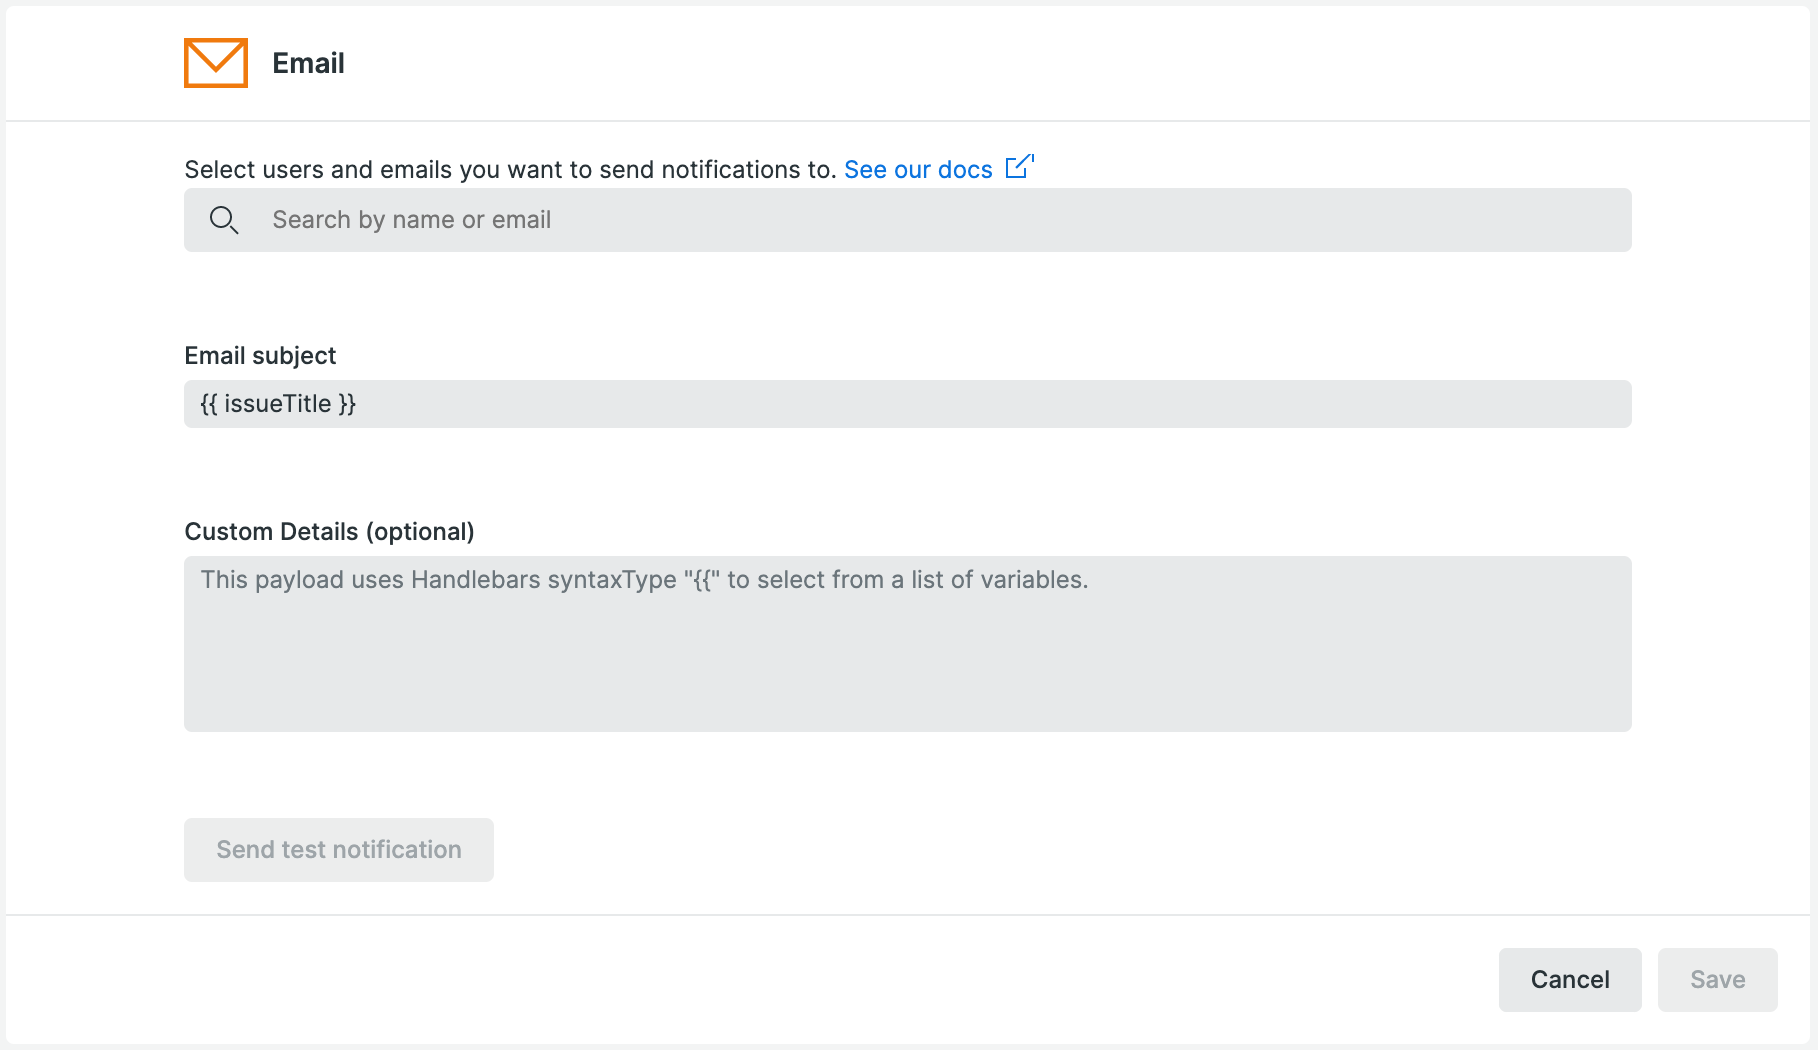 Email
Select users and emails you want to send notifications to. See our docs
Search by name or email
Email subject
{{ issueTitle }}
Custom Details (optional)
This payload uses Handlebars syntaxType "{{" to select from a list of variables.
Send test notification
Cancel
Save